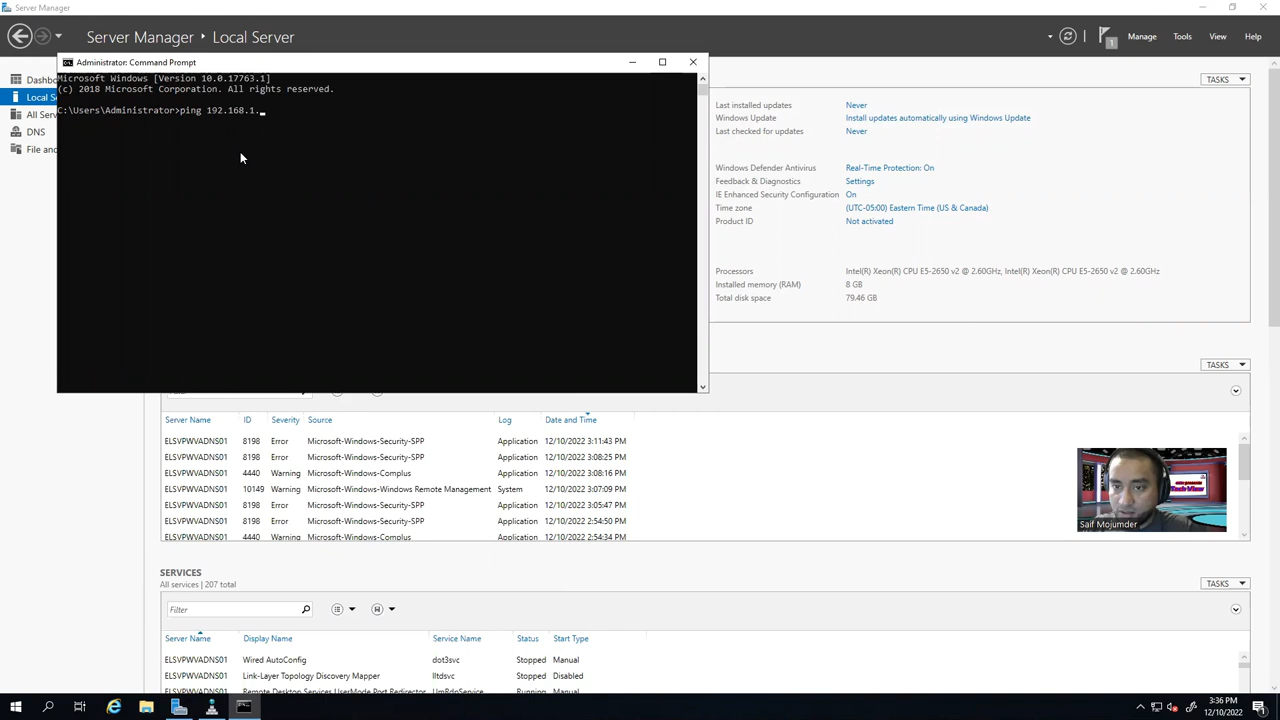 Server Manager
Server Manager • Local Server
Manage Tools View Help
1
Administrator: Command Prompt
Microsoft Windows [Version 10.0.17763.1]
(c) 2018 Microsoft Corporation. All rights reserved.
C:\Users\Administrator>ping 192.168.1._
Dashbo
Local Se
All Serv
DNS
File and
TASKS
Last installed updates Never
Windows Update Install updates automatically using Windows Update
Last checked for updates Never
Windows Defender Antivirus Real-Time Protection: On
Feedback & Diagnostics Settings
IE Enhanced Security Configuration On
Time zone (UTC-05:00) Eastern Time (US & Canada)
Product ID Not activated
Processors Intel(R) Xeon(R) CPU E5-2650 v2 @ 2.60GHz, Intel(R) Xeon(R) CPU E5-2650 v2 @ 2.60GHz
Installed memory (RAM) 8 GB
Total disk space 79.46 GB
TASKS
Server Name ID Severity Source Log Date and Time
ELSVPWVADNS01 8198 Error Microsoft-Windows-Security-SPP Application 12/10/2022 3:11:43 PM
ELSVPWVADNS01 8198 Error Microsoft-Windows-Security-SPP Application 12/10/2022 3:08:25 PM
ELSVPWVADNS01 4440 Warning Microsoft-Windows-Complus Application 12/10/2022 3:08:16 PM
ELSVPWVADNS01 10149 Warning Microsoft-Windows-Windows Remote Management System 12/10/2022 3:07:09 PM
ELSVPWVADNS01 8198 Error Microsoft-Windows-Security-SPP Application 12/10/2022 3:05:47 PM
ELSVPWVADNS01 8198 Error Microsoft-Windows-Security-SPP Application 12/10/2022 2:54:50 PM
ELSVPWVADNS01 4440 Warning Microsoft-Windows-Complus Application 12/10/2022 2:54:34 PM
Saif Mojumder
SERVICES
All services | 207 total
TASKS
Filter
Server Name Display Name Service Name Status Start Type
ELSVPWVADNS01 Wired AutoConfig dot3svc Stopped Manual
ELSVPWVADNS01 Link-Layer Topology Discovery Mapper lltdsvc Stopped Disabled
ELSVPWVADNS01 Remote Desktop Services UserMode Port Redirector UmRdpService Running Manual
3:36 PM
12/10/2022
1